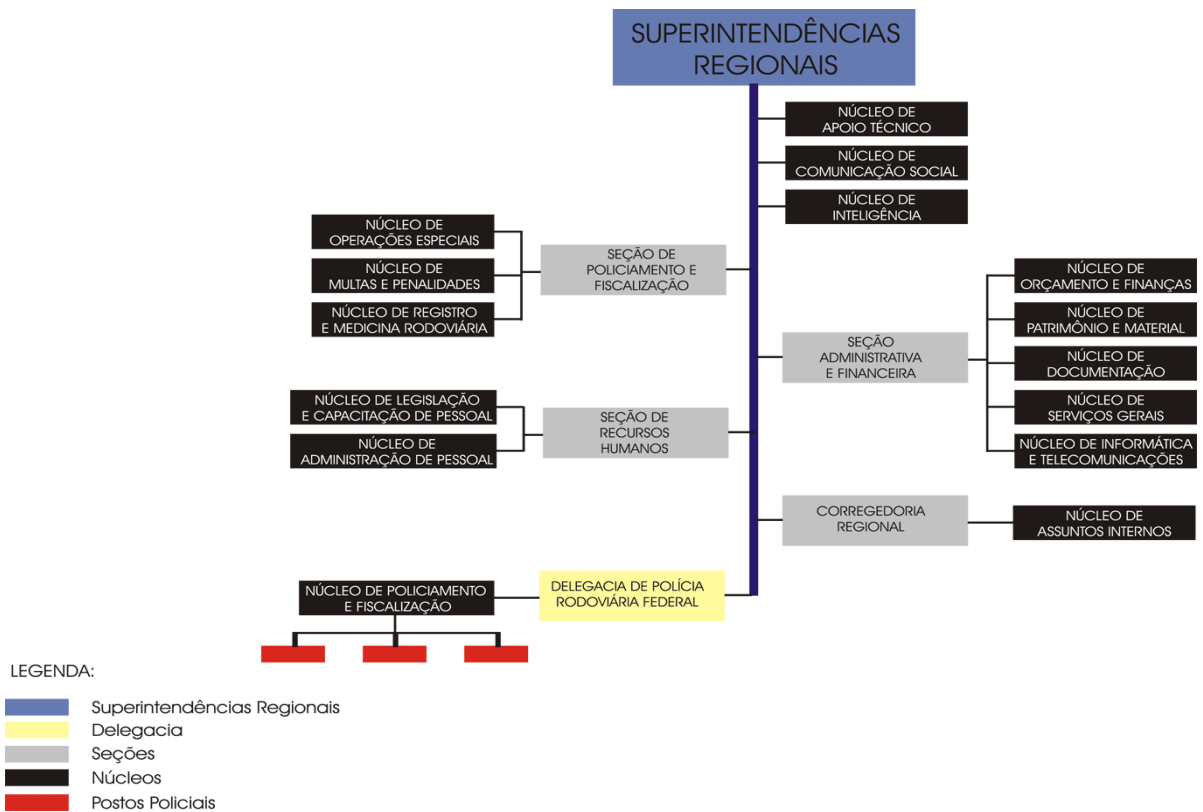 SUPERINTENDÊNCIAS
REGIONAIS
NÚCLEO DE
APOIO TÉCNICO
NÚCLEO DE
COMUNICAÇÃO SOCIAL
NÚCLEO DE
INTELIGÊNCIA
NÚCLEO DE
OPERAÇÕES ESPECIAIS
NÚCLEO DE
MULTAS E PENALIDADES
NÚCLEO DE REGISTRO
E MEDICINA RODOVIÁRIA
SEÇÃO DE
POLICIAMENTO E
FISCALIZAÇÃO
SEÇÃO
ADMINISTRATIVA
E FINANCEIRA
NÚCLEO DE
ORÇAMENTO E FINANÇAS
NÚCLEO DE
PATRIMÔNIO E MATERIAL
NÚCLEO DE
DOCUMENTAÇÃO
NÚCLEO DE
SERVIÇOS GERAIS
NÚCLEO DE INFORMÁTICA
E TELECOMUNICAÇÕES
NÚCLEO DE LEGISLAÇÃO
E CAPACITAÇÃO DE PESSOAL
NÚCLEO DE
ADMINISTRAÇÃO DE PESSOAL
SEÇÃO DE
RECURSOS
HUMANOS
CORREGEDORIA
REGIONAL
NÚCLEO DE
ASSUNTOS INTERNOS
NÚCLEO DE POLICIAMENTO
E FISCALIZAÇÃO
DELEGACIA DE POLÍCIA
RODOVIÁRIA FEDERAL
LEGENDA:
Superintendências Regionais
Delegacia
Seções
Núcleos
Postos Policiais